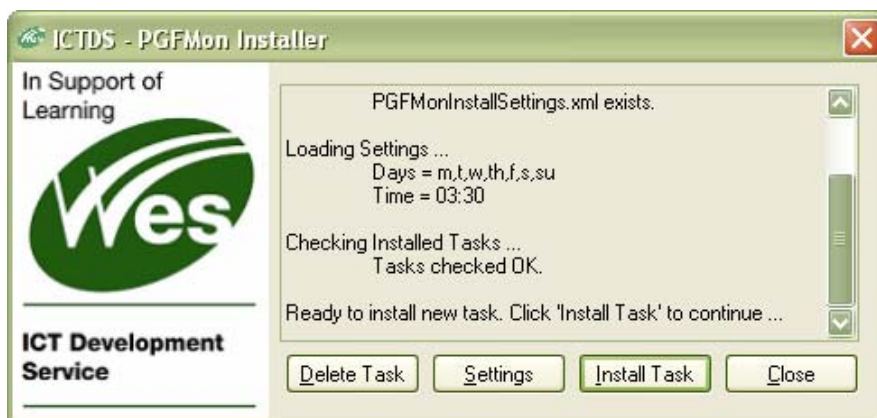 ICTDS - PGFMon Installer
In Support of
Learning
Wes
ICT Development
Service
PGFMonInstallSettings.xml exists.
Loading Settings ...
Days = m,t,w,th,f,s,su
Time = 03:30
Checking Installed Tasks ...
Tasks checked OK.
Ready to install new task. Click 'Install Task' to continue ...
Delete Task Settings Install Task Close